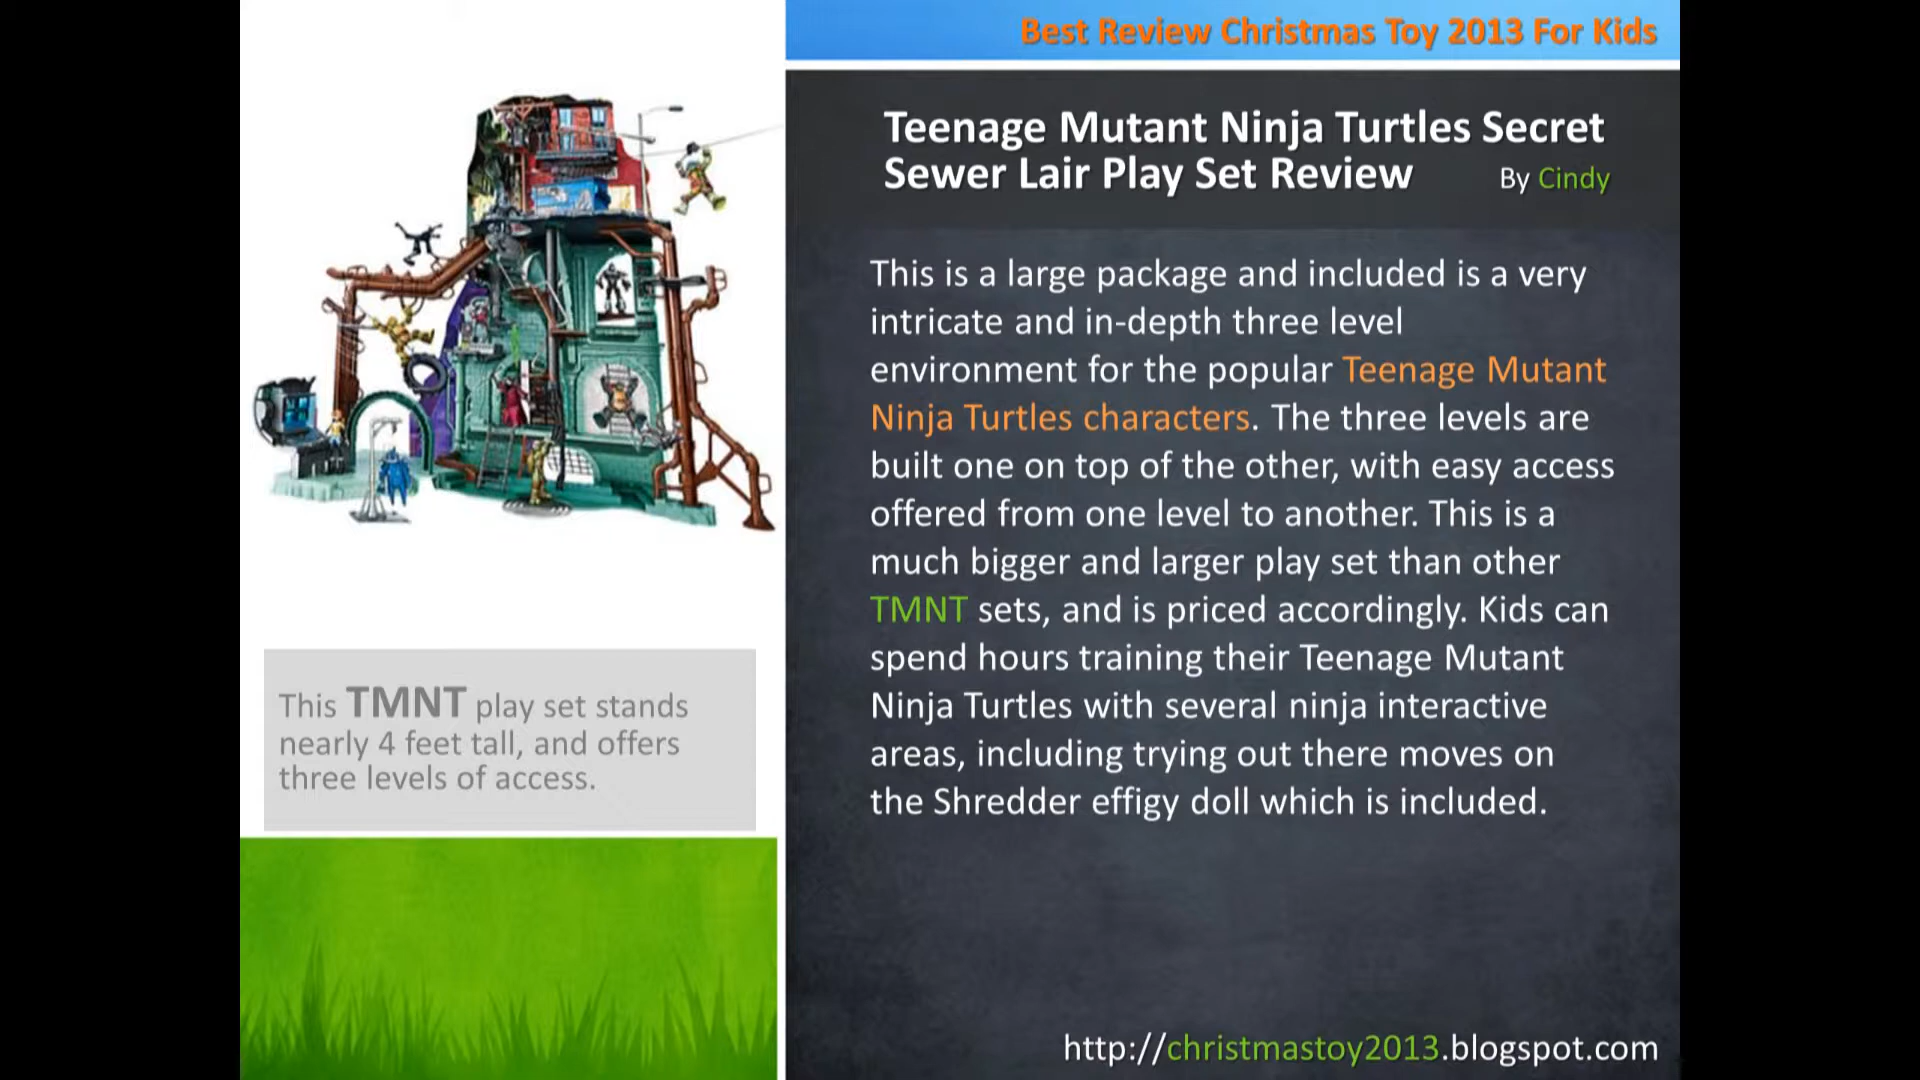 Best Review Christmas Toy 2013 For Kids
Teenage Mutant Ninja Turtles Secret
Sewer Lair Play Set Review By Cindy
This is a large package and included is a very
intricate and in-depth three level
environment for the popular Teenage Mutant
Ninja Turtles characters. The three levels are
built one on top of the other, with easy access
offered from one level to another. This is a
much bigger and larger play set than other
TMNT sets, and is priced accordingly. Kids can
spend hours training their Teenage Mutant
Ninja Turtles with several ninja interactive
areas, including trying out there moves on
the Shredder effigy doll which is included.
This TMNT play set stands
nearly 4 feet tall, and offers
three levels of access.
http://christmastoy2013.blogspot.com